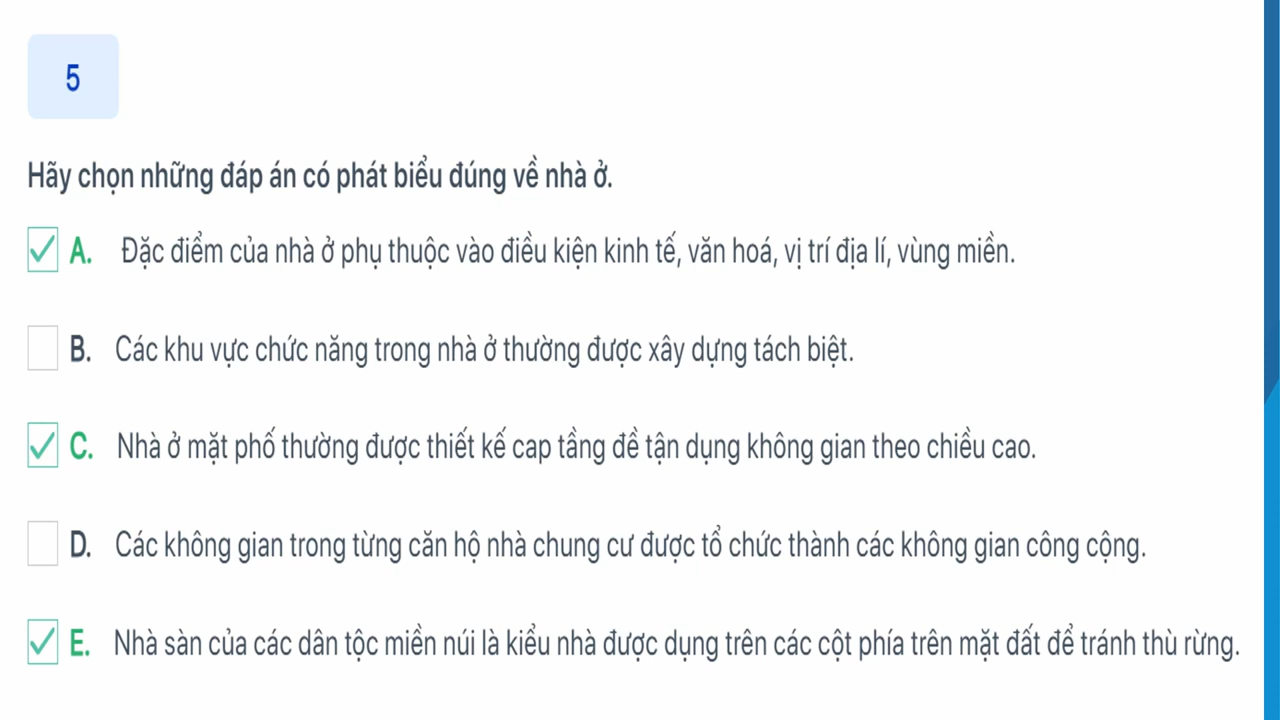 5
Hãy chọn những đáp án có phát biểu đúng về nhà ở.
A. Đặc điểm của nhà ở phụ thuộc vào điều kiện kinh tế, văn hoá, vị trí địa lí, vùng miền.
B. Các khu vực chức năng trong nhà ở thường được xây dựng tách biệt.
C. Nhà ở mặt phố thường được thiết kế cap tầng đề tận dụng không gian theo chiều cao.
D. Các không gian trong từng căn hộ nhà chung cư được tổ chức thành các không gian công cộng.
E. Nhà sàn của các dân tộc miền núi là kiểu nhà được dụng trên các cột phía trên mặt đất để tránh thù rừng.